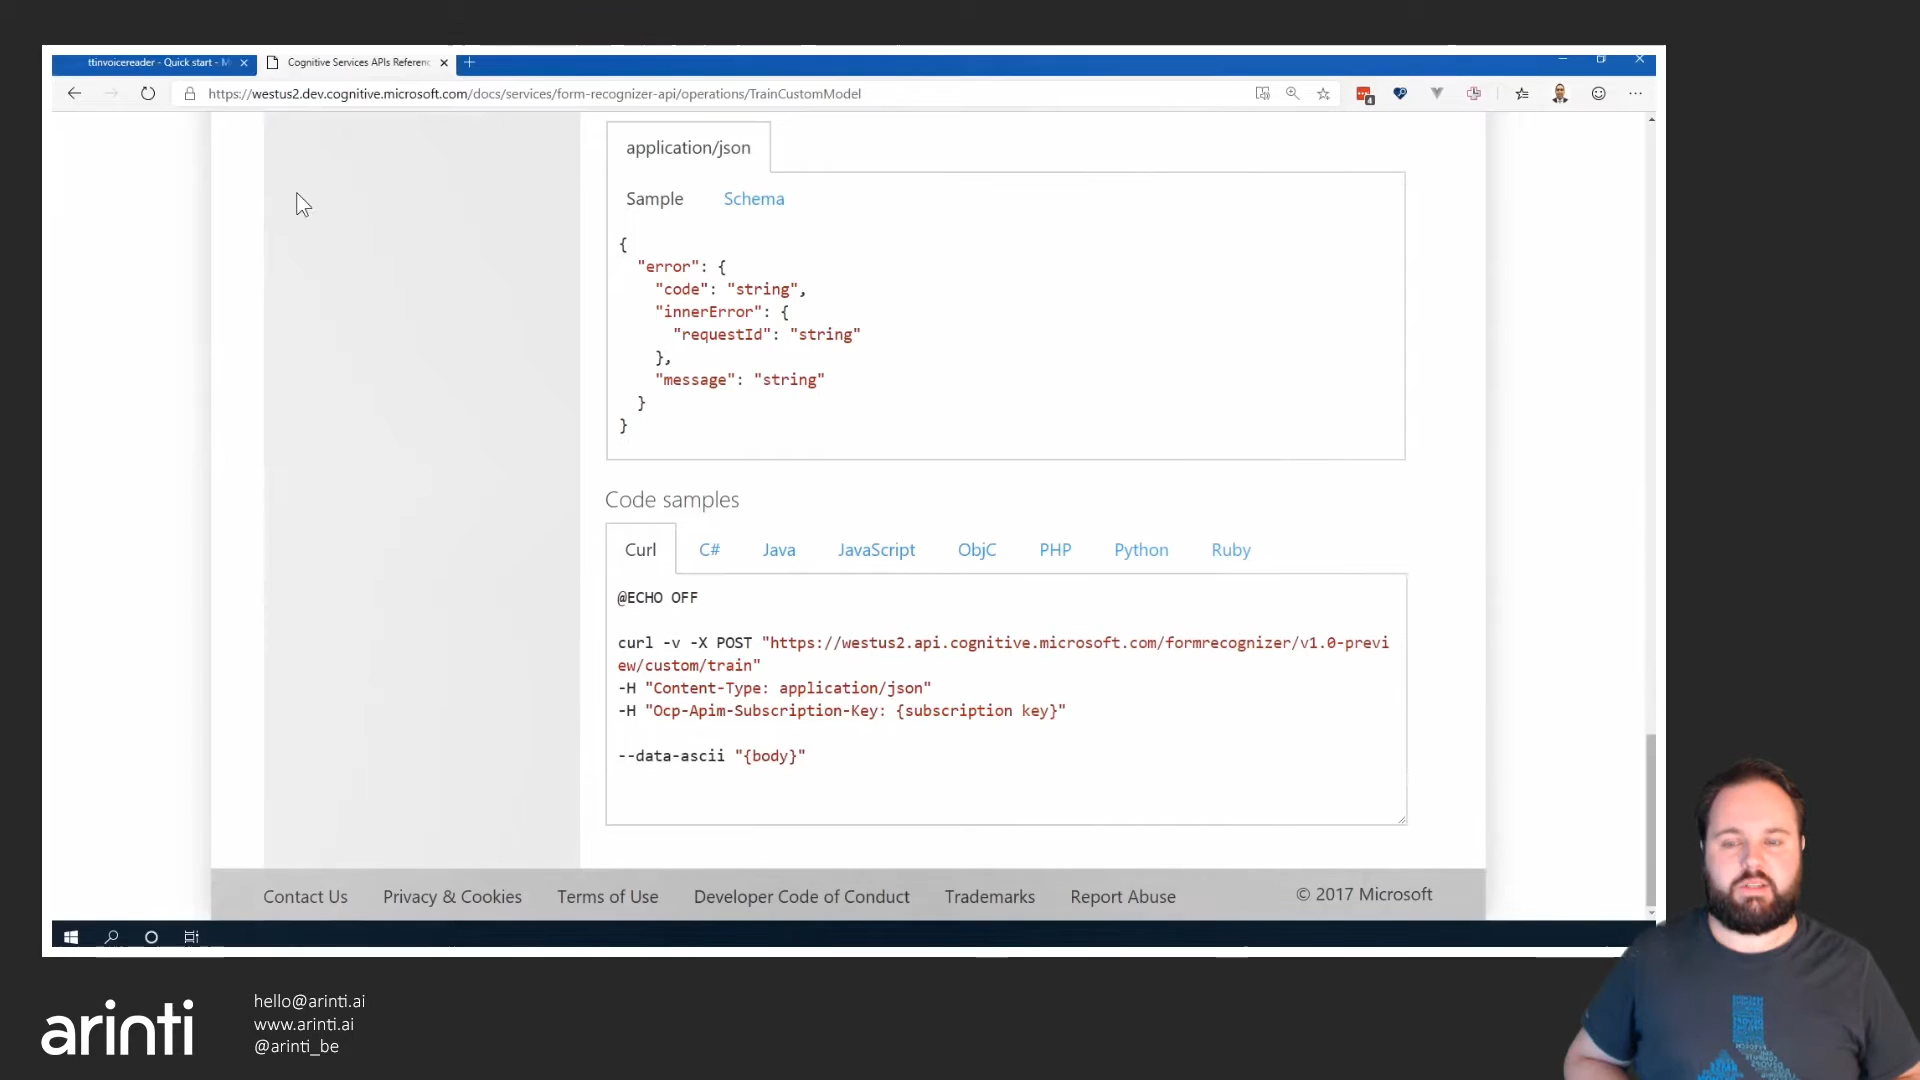 ttinvoicereader - Quick start - M
Cognitive Services APIs Referenc
https://westus2.dev.cognitive.microsoft.com/docs/services/form-recognizer-api/operations/TrainCustomModel
4
application/json
Sample Schema
{
"error": {
"code": "string",
"innerError": {
"requestId": "string"
},
"message": "string"
}
}
Code samples
Curl C# Java JavaScript ObjC PHP Python Ruby
@ECHO OFF
curl -v -X POST "https://westus2.api.cognitive.microsoft.com/formrecognizer/v1.0-previ
ew/custom/train"
-H "Content-Type: application/json"
-H "Ocp-Apim-Subscription-Key: {subscription key}"
--data-ascii "{body}"
Contact Us Privacy & Cookies Terms of Use Developer Code of Conduct Trademarks Report Abuse © 2017 Microsoft
arinti
hello@arinti.ai
www.arinti.ai
@arinti_be